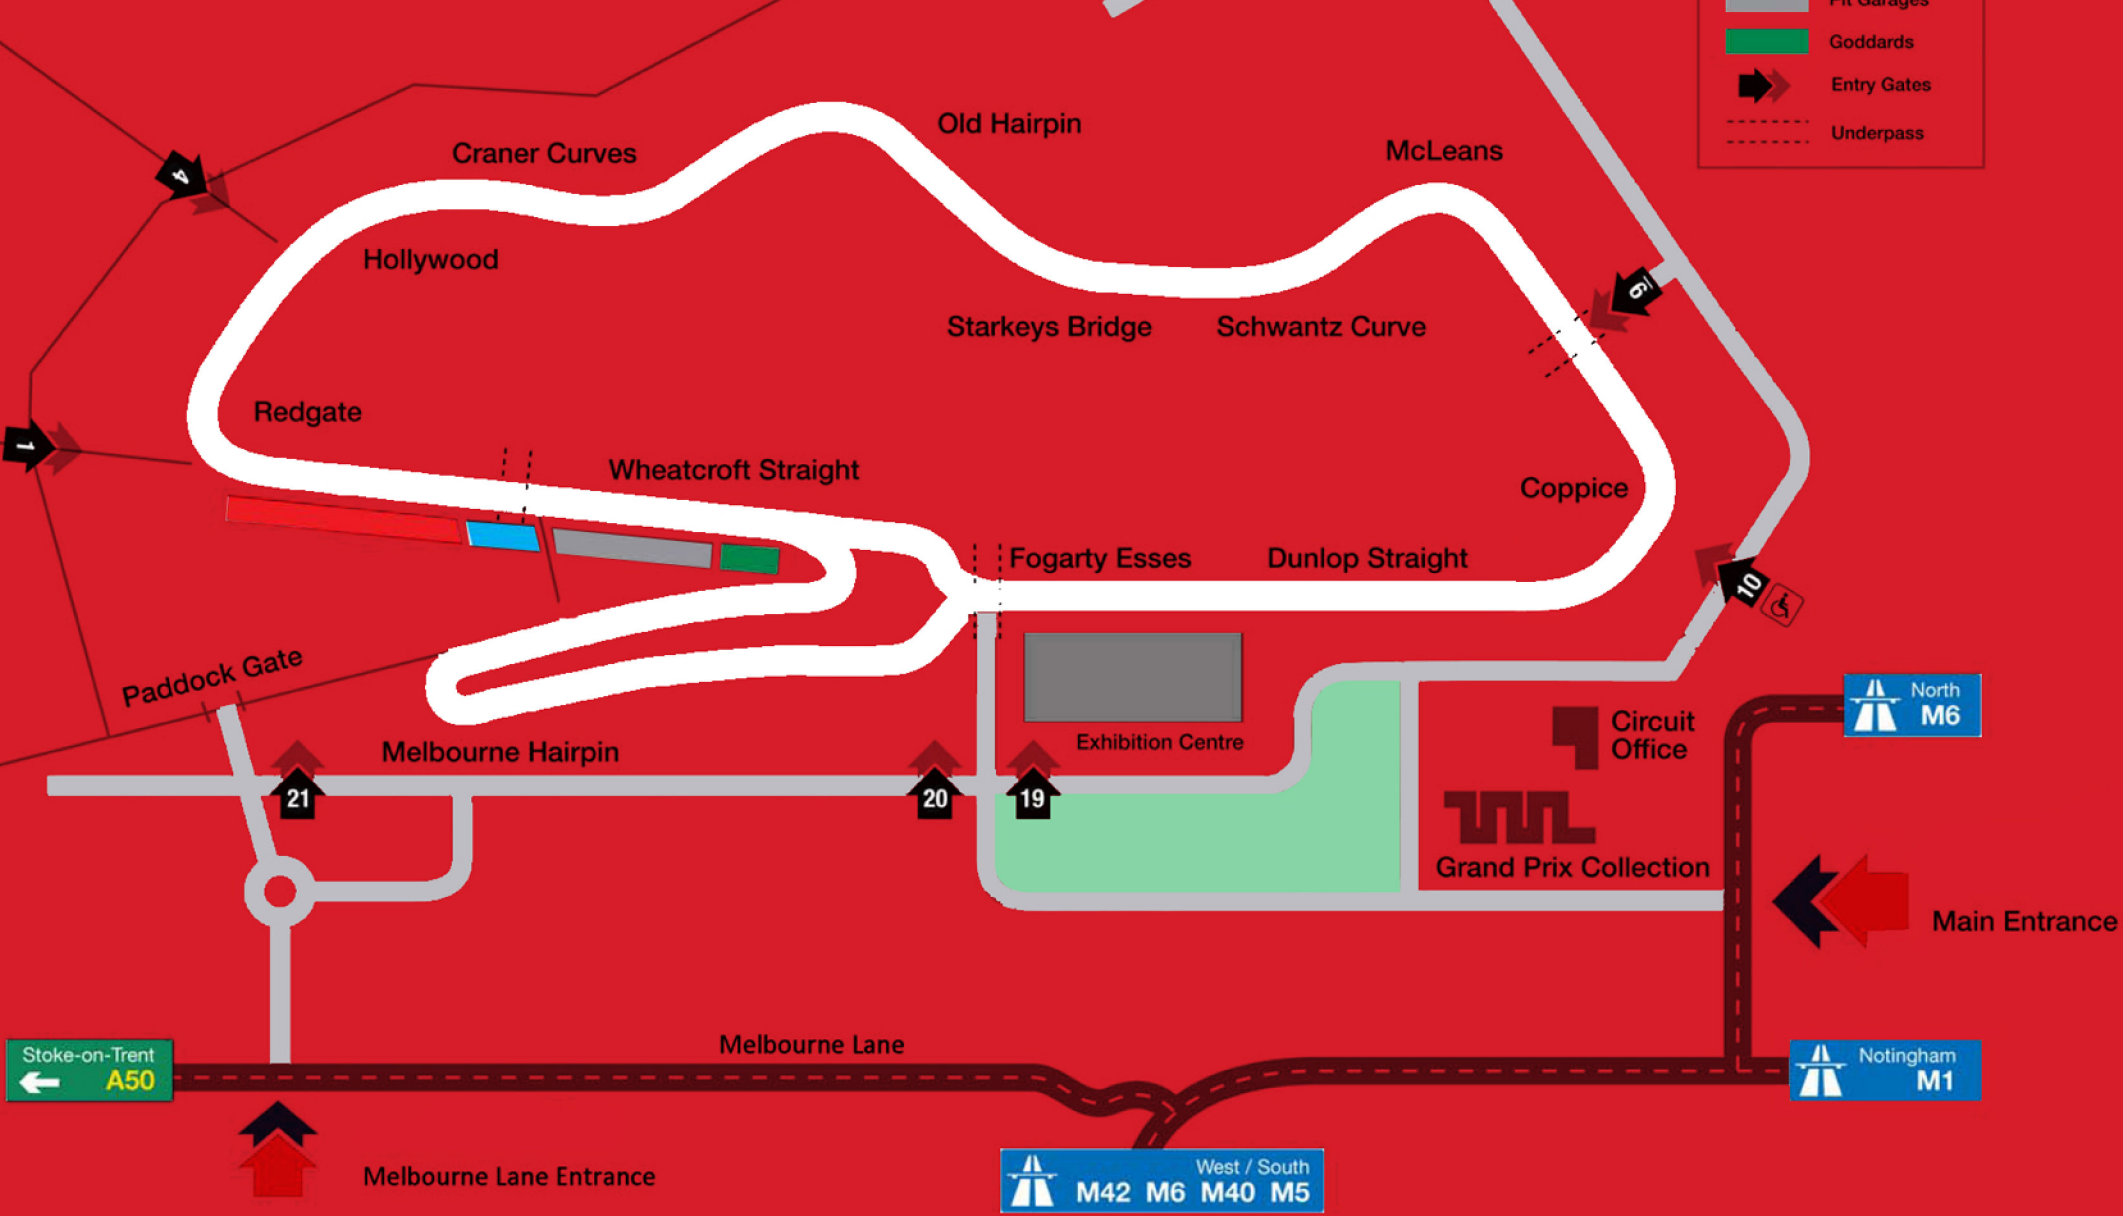 Pit Garages
Goddards
Entry Gates
Underpass
Old Hairpin
Craner Curves
McLeans
4
Hollywood
6
Starkeys Bridge
Schwantz Curve
Redgate
1
Wheatcroft Straight
Coppice
Fogarty Esses
Dunlop Straight
10
Paddock Gate
North
M6
Circuit
Office
Exhibition Centre
Melbourne Hairpin
21
20
19
Grand Prix Collection
Main Entrance
Melbourne Lane
Stoke-on-Trent
A50
Notingham
M1
Melbourne Lane Entrance
West / South
M42 M6 M40 M5